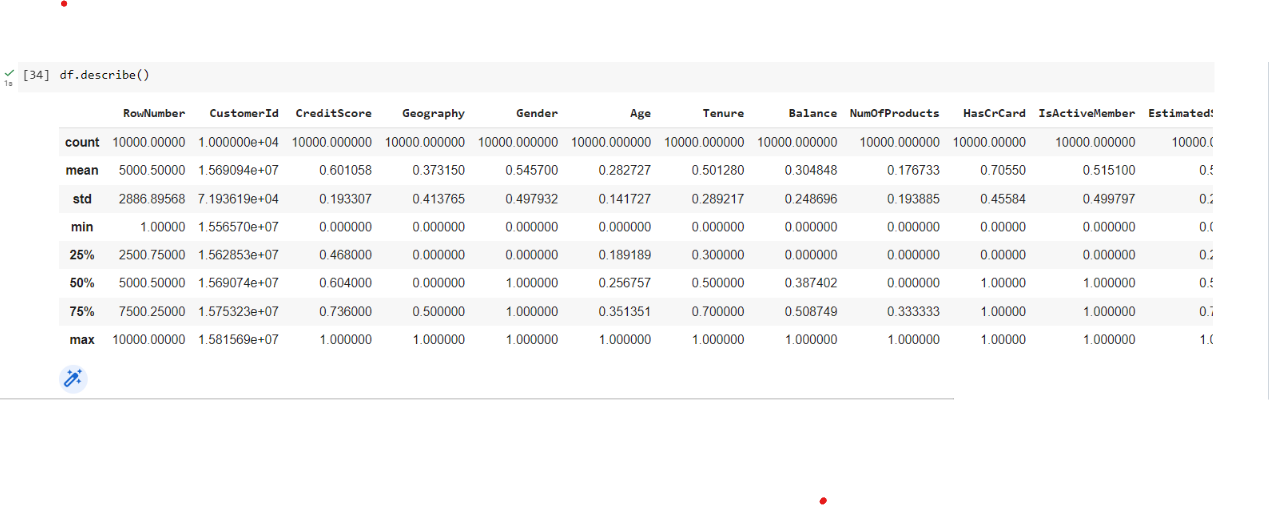 [34] df.describe()
1s
RowNumber CustomerId CreditScore Geography Gender Age Tenure Balance NumOfProducts HasCrCard IsActiveMember EstimatedS
count 10000.00000 1.000000e+04 10000.000000 10000.000000 10000.000000 10000.000000 10000.000000 10000.000000 10000.000000 10000.00000 10000.000000 10000.0
mean 5000.50000 1.569094e+07 0.601058 0.373150 0.545700 0.282727 0.501280 0.304848 0.176733 0.70550 0.515100 0.5
std 2886.89568 7.193619e+04 0.193307 0.413765 0.497932 0.141727 0.289217 0.248696 0.193885 0.45584 0.499797 0.2
min 1.00000 1.556570e+07 0.000000 0.000000 0.000000 0.000000 0.000000 0.000000 0.000000 0.00000 0.000000 0.0
25% 2500.75000 1.562853e+07 0.468000 0.000000 0.000000 0.189189 0.300000 0.000000 0.000000 0.00000 0.000000 0.2
50% 5000.50000 1.569074e+07 0.604000 0.000000 1.000000 0.256757 0.500000 0.387402 0.000000 1.00000 1.000000 0.5
75% 7500.25000 1.575323e+07 0.736000 0.500000 1.000000 0.351351 0.700000 0.508749 0.333333 1.00000 1.000000 0.7
max 10000.00000 1.581569e+07 1.000000 1.000000 1.000000 1.000000 1.000000 1.000000 1.000000 1.00000 1.000000 1.0